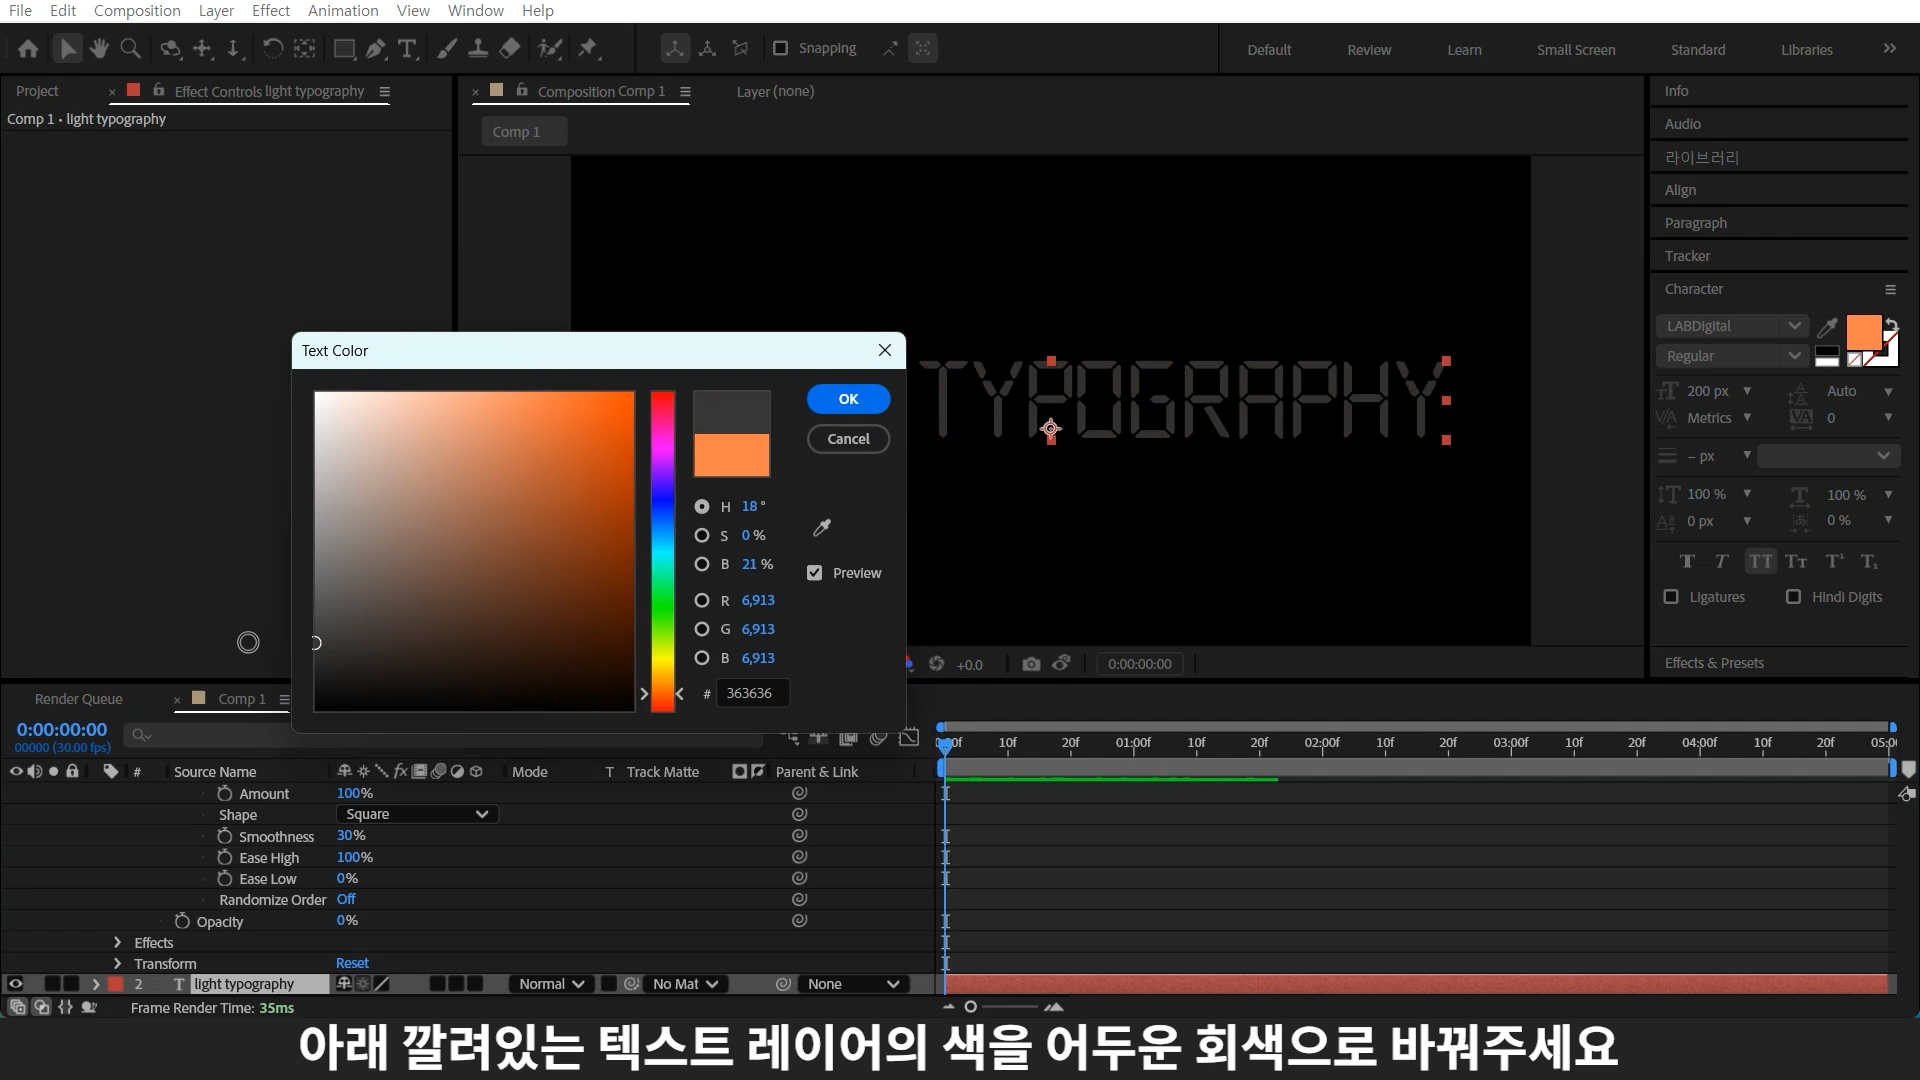 File Edit Composition Layer Effect Animation View Window Help
Snapping
Default Review Learn Small Screen Standard Libraries
Project
Effect Controls light typography
Composition Comp 1
Layer (none)
Comp 1 • light typography
Comp 1
Info
Audio
라이브러리
Align
Paragraph
Tracker
Character
LABDigital
Regular
200 px
Auto
Metrics
0
– px
100 %
100 %
0 px
0 %
Ligatures
Hindi Digits
Effects & Presets
TYPOGRAPHY
Text Color
OK
Cancel
H 18 °
S 0 %
B 21 %
Preview
R 6,913
G 6,913
B 6,913
# 363636
+0.0
0:00:00:00
Render Queue
Comp 1
0:00:00:00
00000 (30.00 fps)
10f 20f 01:00f 10f 20f 02:00f 10f 20f 03:00f 10f 20f 04:00f 10f 20f
# Source Name Mode T Track Matte Parent & Link
Amount 100%
Shape Square
Smoothness 30%
Ease High 100%
Ease Low 0%
Randomize Order Off
Opacity 0%
Effects
Transform Reset
2 T light typography Normal No Mat None
Frame Render Time: 35ms
아래 깔려있는 텍스트 레이어의 색을 어두운 회색으로 바꿔주세요